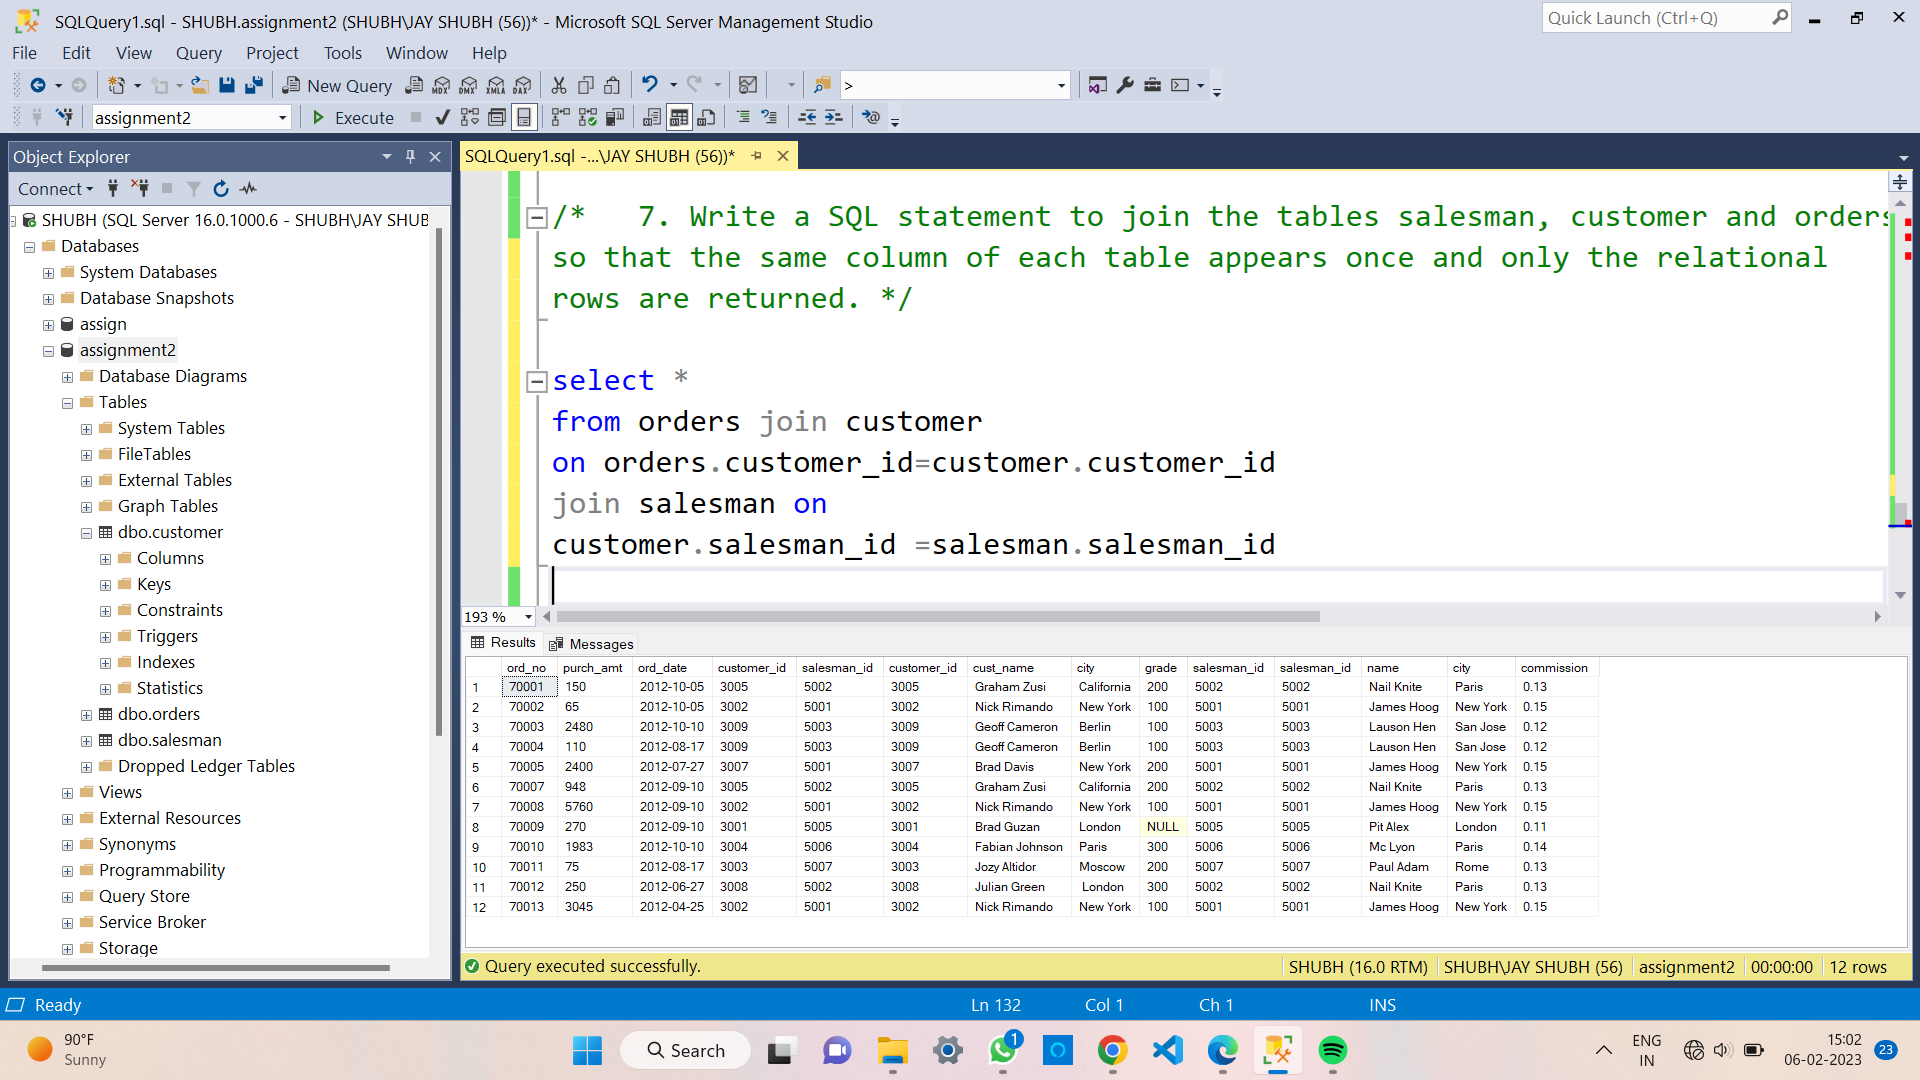 SQLQuery1.sql - SHUBH.assignment2 (SHUBH\JAY SHUBH (56))* - Microsoft SQL Server Management Studio
Quick Launch (Ctrl+Q)
File Edit View Query Project Tools Window Help
New Query MDX DMX XMLA DAX >
assignment2 Execute
Object Explorer
Connect
SHUBH (SQL Server 16.0.1000.6 - SHUBH\JAY SHUB
Databases
System Databases
Database Snapshots
assign
assignment2
Database Diagrams
Tables
System Tables
FileTables
External Tables
Graph Tables
dbo.customer
Columns
Keys
Constraints
Triggers
Indexes
Statistics
dbo.orders
dbo.salesman
Dropped Ledger Tables
Views
External Resources
Synonyms
Programmability
Query Store
Service Broker
Storage
SQLQuery1.sql -...\JAY SHUBH (56))*
/* 7. Write a SQL statement to join the tables salesman, customer and orders
so that the same column of each table appears once and only the relational
rows are returned. */
select *
from orders join customer
on orders.customer_id=customer.customer_id
join salesman on
customer.salesman_id =salesman.salesman_id
193 %
Results Messages
ord_no purch_amt ord_date customer_id salesman_id customer_id cust_name city grade salesman_id salesman_id name city commission
1 70001 150 2012-10-05 3005 5002 3005 Graham Zusi California 200 5002 5002 Nail Knite Paris 0.13
2 70002 65 2012-10-05 3002 5001 3002 Nick Rimando New York 100 5001 5001 James Hoog New York 0.15
3 70003 2480 2012-10-10 3009 5003 3009 Geoff Cameron Berlin 100 5003 5003 Lauson Hen San Jose 0.12
4 70004 110 2012-08-17 3009 5003 3009 Geoff Cameron Berlin 100 5003 5003 Lauson Hen San Jose 0.12
5 70005 2400 2012-07-27 3007 5001 3007 Brad Davis New York 200 5001 5001 James Hoog New York 0.15
6 70007 948 2012-09-10 3005 5002 3005 Graham Zusi California 200 5002 5002 Nail Knite Paris 0.13
7 70008 5760 2012-09-10 3002 5001 3002 Nick Rimando New York 100 5001 5001 James Hoog New York 0.15
8 70009 270 2012-09-10 3001 5005 3001 Brad Guzan London NULL 5005 5005 Pit Alex London 0.11
9 70010 1983 2012-10-10 3004 5006 3004 Fabian Johnson Paris 300 5006 5006 Mc Lyon Paris 0.14
10 70011 75 2012-08-17 3003 5007 3003 Jozy Altidor Moscow 200 5007 5007 Paul Adam Rome 0.13
11 70012 250 2012-06-27 3008 5002 3008 Julian Green London 300 5002 5002 Nail Knite Paris 0.13
12 70013 3045 2012-04-25 3002 5001 3002 Nick Rimando New York 100 5001 5001 James Hoog New York 0.15
Query executed successfully. SHUBH (16.0 RTM) SHUBH\JAY SHUBH (56) assignment2 00:00:00 12 rows
Ready Ln 132 Col 1 Ch 1 INS
90°F
Sunny
Search
1
ENG
IN
15:02
06-02-2023
23